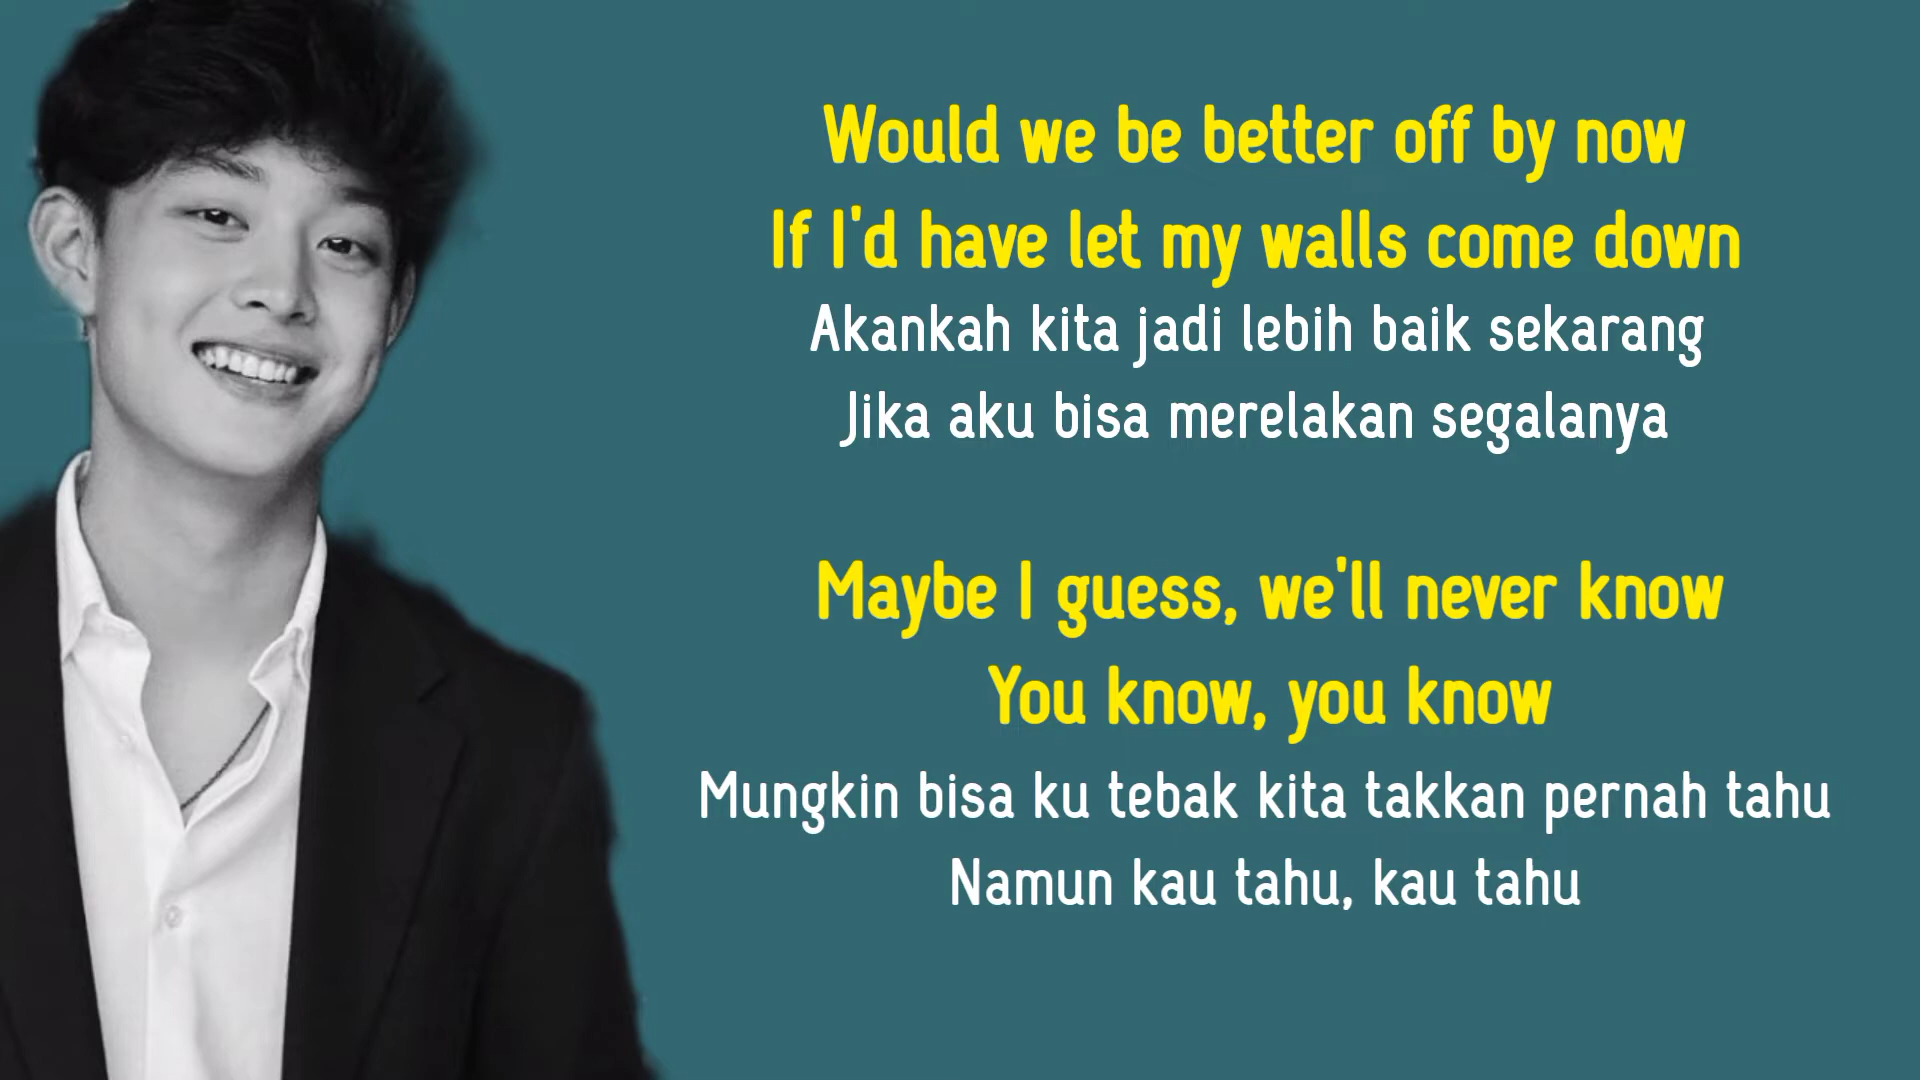 Would we be better off by now
If I'd have let my walls come down
Akankah kita jadi lebih baik sekarang
Jika aku bisa merelakan segalanya
Maybe I guess, we'll never know
You know, you know
Mungkin bisa ku tebak kita takkan pernah tahu
Namun kau tahu, kau tahu